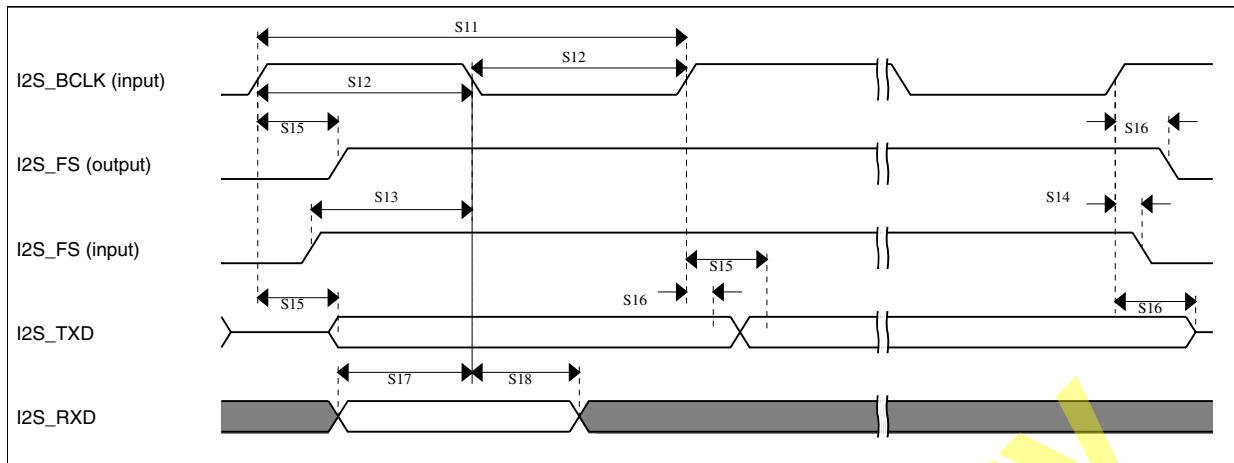 S11
I2S_BCLK (input)
S12
S12
S15
S16
I2S_FS (output)
S13
S14
I2S_FS (input)
S15
S15
S16
S16
I2S_TXD
S17
S18
I2S_RXD